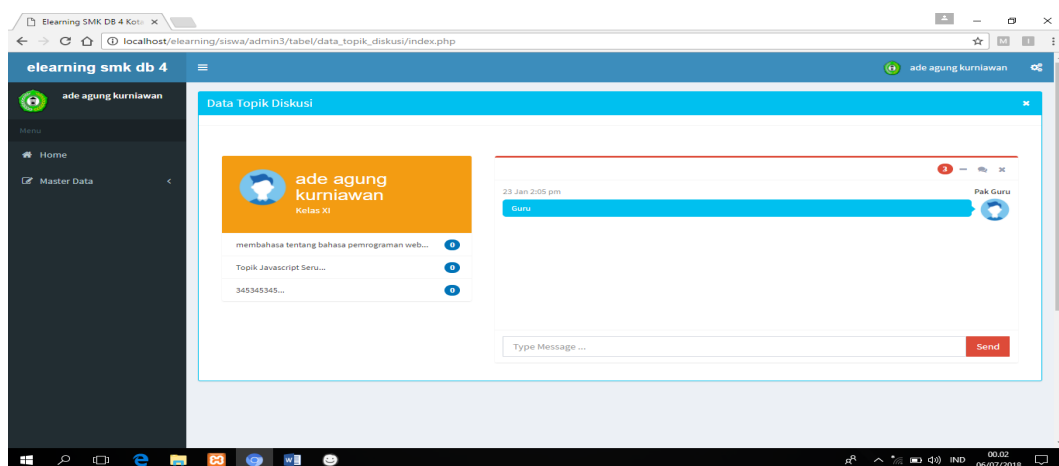 Elearning SMK DB 4 Kota
localhost/elearning/siswa/admin3/tabel/data_topik_diskusi/index.php
elearning smk db 4
ade agung kurniawan
ade agung kurniawan
Data Topik Diskusi
Menu
Home
Master Data
ade agung
kurniawan
Kelas XI
membahasa tentang bahasa pemrograman web... 0
Topik Javascript Seru... 0
345345345... 0
3
23 Jan 2:05 pm Pak Guru
Guru
Type Message ... Send
IND
00.02
06/07/2018